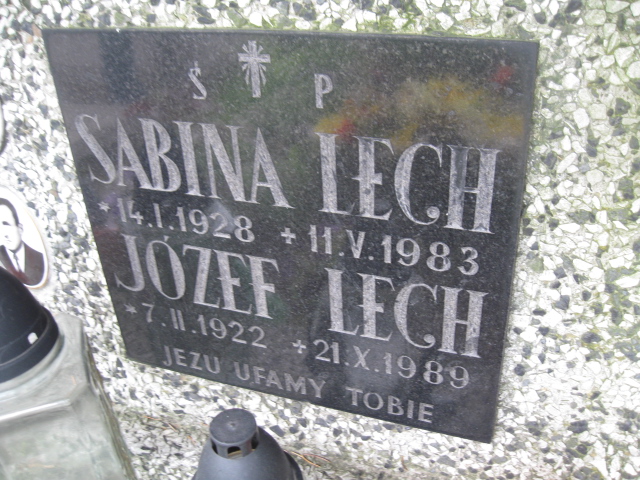 Ś P
SABINA LECH
*14.I.1928 +11.V.1983
JÓZEF LECH
*7.II.1922 +21.X.1989
JEZU UFAMY TOBIE